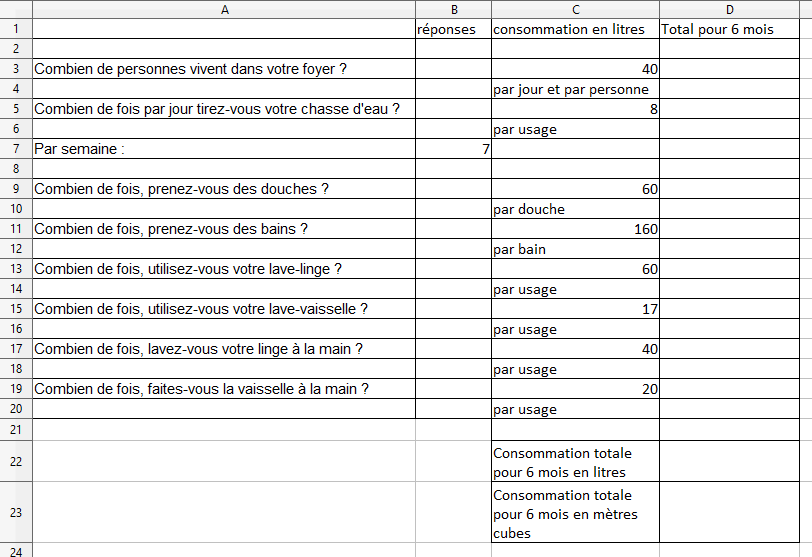 A B C D
1 réponses consommation en litres Total pour 6 mois
2
3 Combien de personnes vivent dans votre foyer ? 40
4 par jour et par personne
5 Combien de fois par jour tirez-vous votre chasse d'eau ? 8
6 par usage
7 Par semaine : 7
8
9 Combien de fois, prenez-vous des douches ? 60
10 par douche
11 Combien de fois, prenez-vous des bains ? 160
12 par bain
13 Combien de fois, utilisez-vous votre lave-linge ? 60
14 par usage
15 Combien de fois, utilisez-vous votre lave-vaisselle ? 17
16 par usage
17 Combien de fois, lavez-vous votre linge à la main ? 40
18 par usage
19 Combien de fois, faites-vous la vaisselle à la main ? 20
20 par usage
21
22 Consommation totale
pour 6 mois en litres
23 Consommation totale
pour 6 mois en mètres
cubes
24